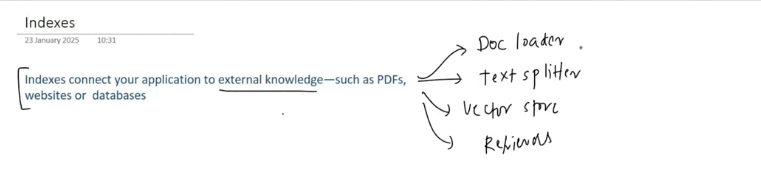 Indexes
23 January 2025 10:31
Indexes connect your application to external knowledge—such as PDFs,
websites or databases
Doc loader
text splitter
vector store
Retrievers